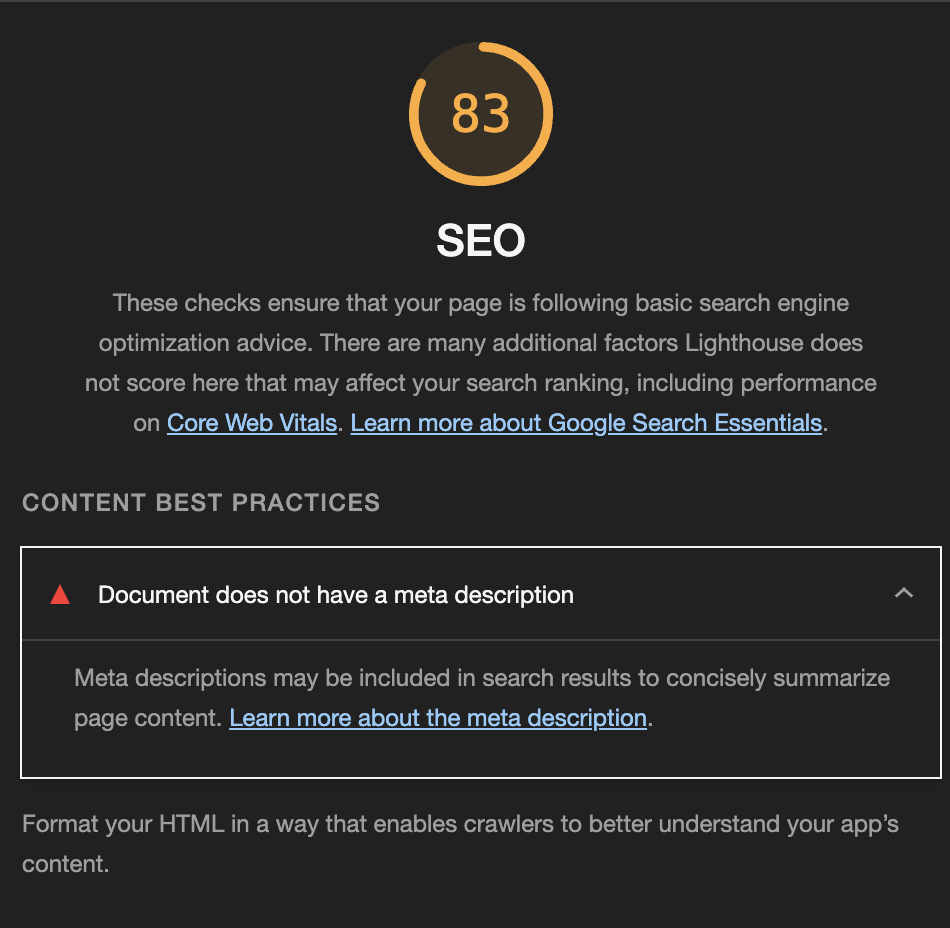 83
SEO
These checks ensure that your page is following basic search engine
optimization advice. There are many additional factors Lighthouse does
not score here that may affect your search ranking, including performance
on Core Web Vitals. Learn more about Google Search Essentials.
CONTENT BEST PRACTICES
Document does not have a meta description
Meta descriptions may be included in search results to concisely summarize
page content. Learn more about the meta description.
Format your HTML in a way that enables crawlers to better understand your app’s
content.